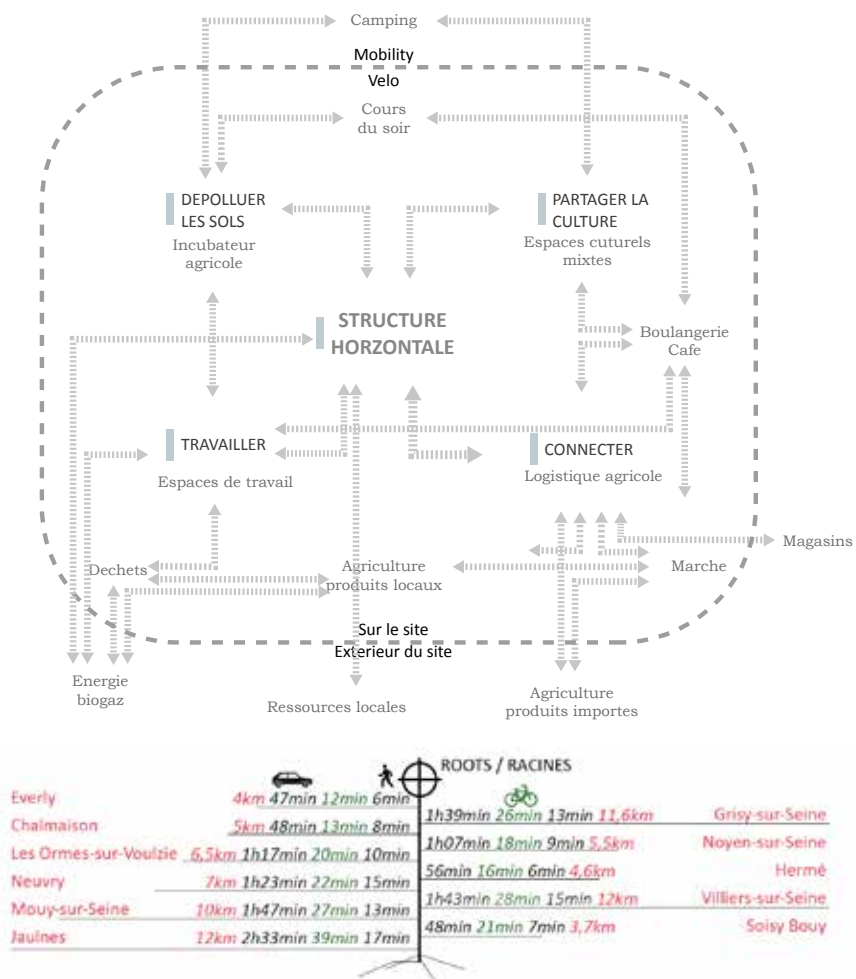 Camping
Mobility
Velo
Cours
du soir
DEPOLLUER
LES SOLS
Incubateur
agricole
PARTAGER LA
CULTURE
Espaces cuturels
mixtes
STRUCTURE
HORZONTALE
Boulangerie
Cafe
TRAVAILLER
Espaces de travail
CONNECTER
Logistique agricole
Magasins
Dechets
Agriculture
produits locaux
Marche
Sur le site
Exterieur du site
Energie
biogaz
Ressources locales
Agriculture
produits importes
ROOTS / RACINES
Everly 4km 47min 12min 6min
Chalmaison 5km 48min 13min 8min
Les Ormes-sur-Voulzie 6,5km 1h17min 20min 10min
Neuvry 7km 1h23min 22min 15min
Mouy-sur-Seine 10km 1h47min 27min 13min
Jaulnes 12km 2h33min 39min 17min
1h39min 26min 13min 11,6km Grisy-sur-Seine
1h07min 18min 9min 5,5km Noyen-sur-Seine
56min 16min 6min 4,6km Hermé
1h43min 28min 15min 12km Villiers-sur-Seine
48min 21min 7min 3,7km Soisy Bouy